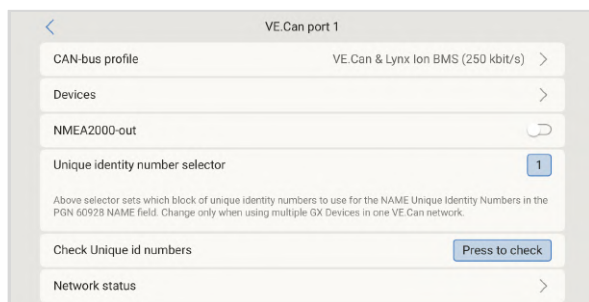 VE.Can port 1
CAN-bus profile VE.Can & Lynx Ion BMS (250 kbit/s)
Devices
NMEA2000-out
Unique identity number selector 1
Above selector sets which block of unique identity numbers to use for the NAME Unique Identity Numbers in the
PGN 60928 NAME field. Change only when using multiple GX Devices in one VE.Can network.
Check Unique id numbers Press to check
Network status